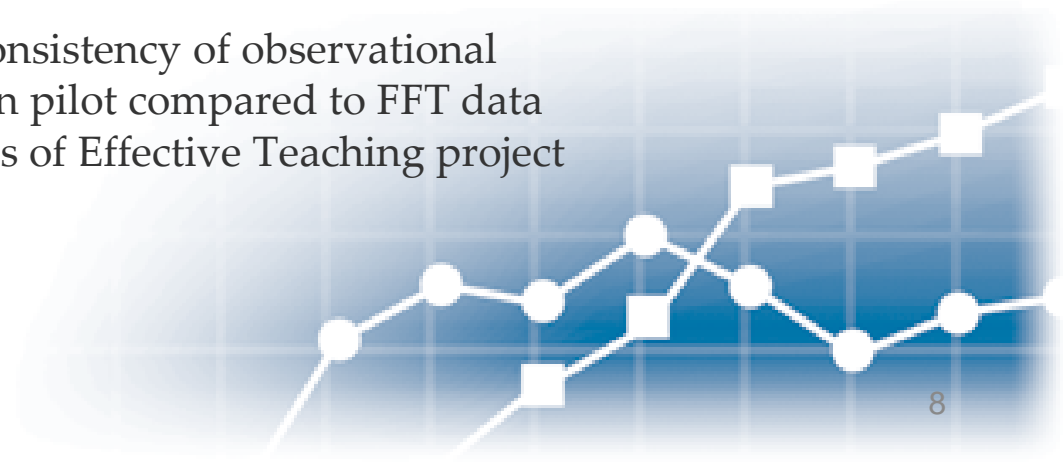 onsistency of observational
n pilot compared to FFT data
s of Effective Teaching project
8